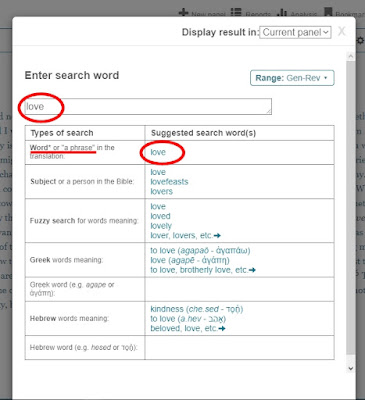 New panel Reports Analysis Bookmar
Display result in: Current panel X
Enter search word
Range: Gen-Rev
love
Types of search Suggested search word(s)
Word* or "a phrase" in the
translation:
love
Subject or a person in the Bible:
love
lovefeasts
lovers
Fuzzy search for words meaning:
love
loved
lovely
lover, lovers, etc.
Greek words meaning:
to love (agapaō - ἀγαπάω)
love (agapē - ἀγάπη)
to love, brotherly love, etc.
Greek word (e.g. agape or
ἀγάπη):
Hebrew words meaning:
kindness (che.sed - חֶסֶד)
to love (a.hev - אָהַב)
beloved, love, etc.
Hebrew word (e.g. hesed or חֶסֶד):